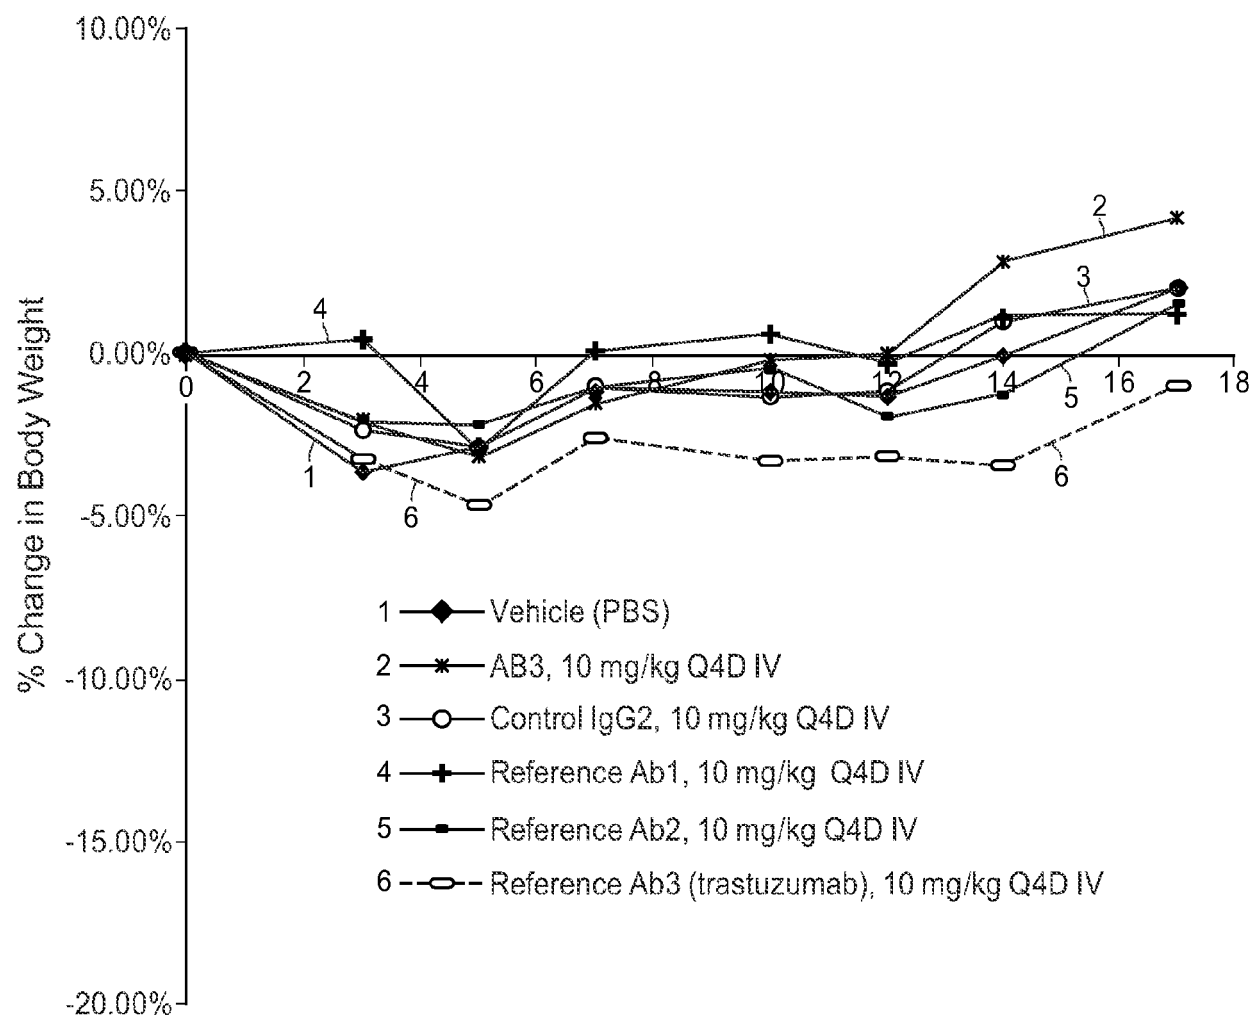 10.00%
5.00%
0.00%
-5.00%
-10.00%
-15.00%
-20.00%
% Change in Body Weight
0 2 4 6 8 10 12 14 16 18
4
2
3
1
6
5
6
1 Vehicle (PBS)
2 AB3, 10 mg/kg Q4D IV
3 Control IgG2, 10 mg/kg Q4D IV
4 Reference Ab1, 10 mg/kg Q4D IV
5 Reference Ab2, 10 mg/kg Q4D IV
6 Reference Ab3 (trastuzumab), 10 mg/kg Q4D IV